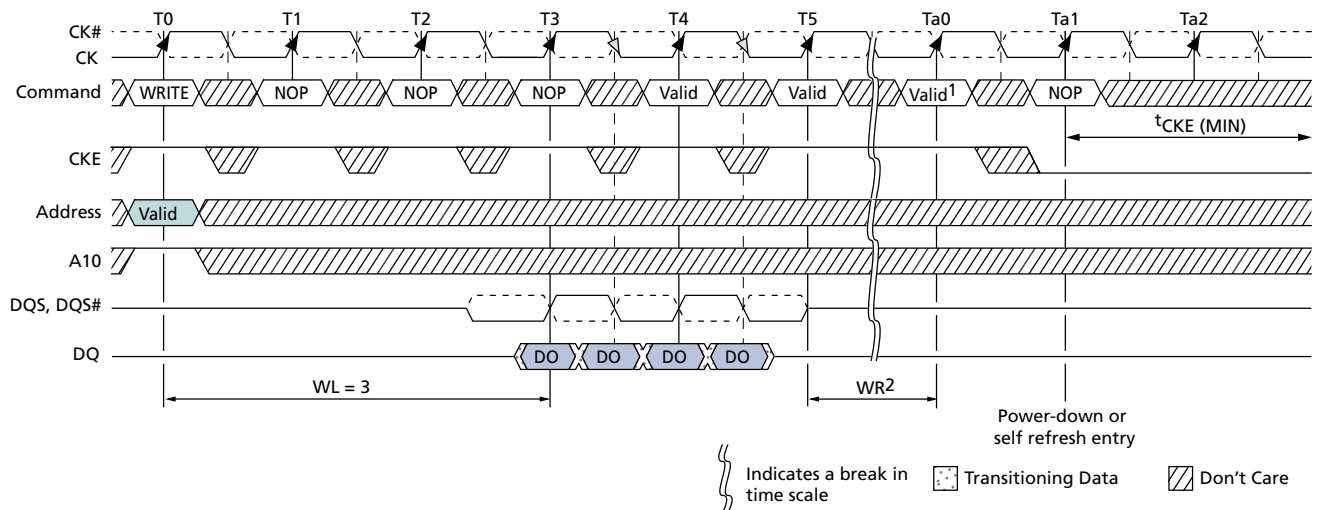 T0 T1 T2 T3 T4 T5 Ta0 Ta1 Ta2
CK#
CK
Command WRITE NOP NOP NOP Valid Valid Valid1 NOP
tCKE (MIN)
CKE
Address Valid
A10
DQS, DQS#
DQ DO DO DO DO
WL = 3 WR2
Power-down or
self refresh entry
Indicates a break in
time scale
Transitioning Data
Don't Care